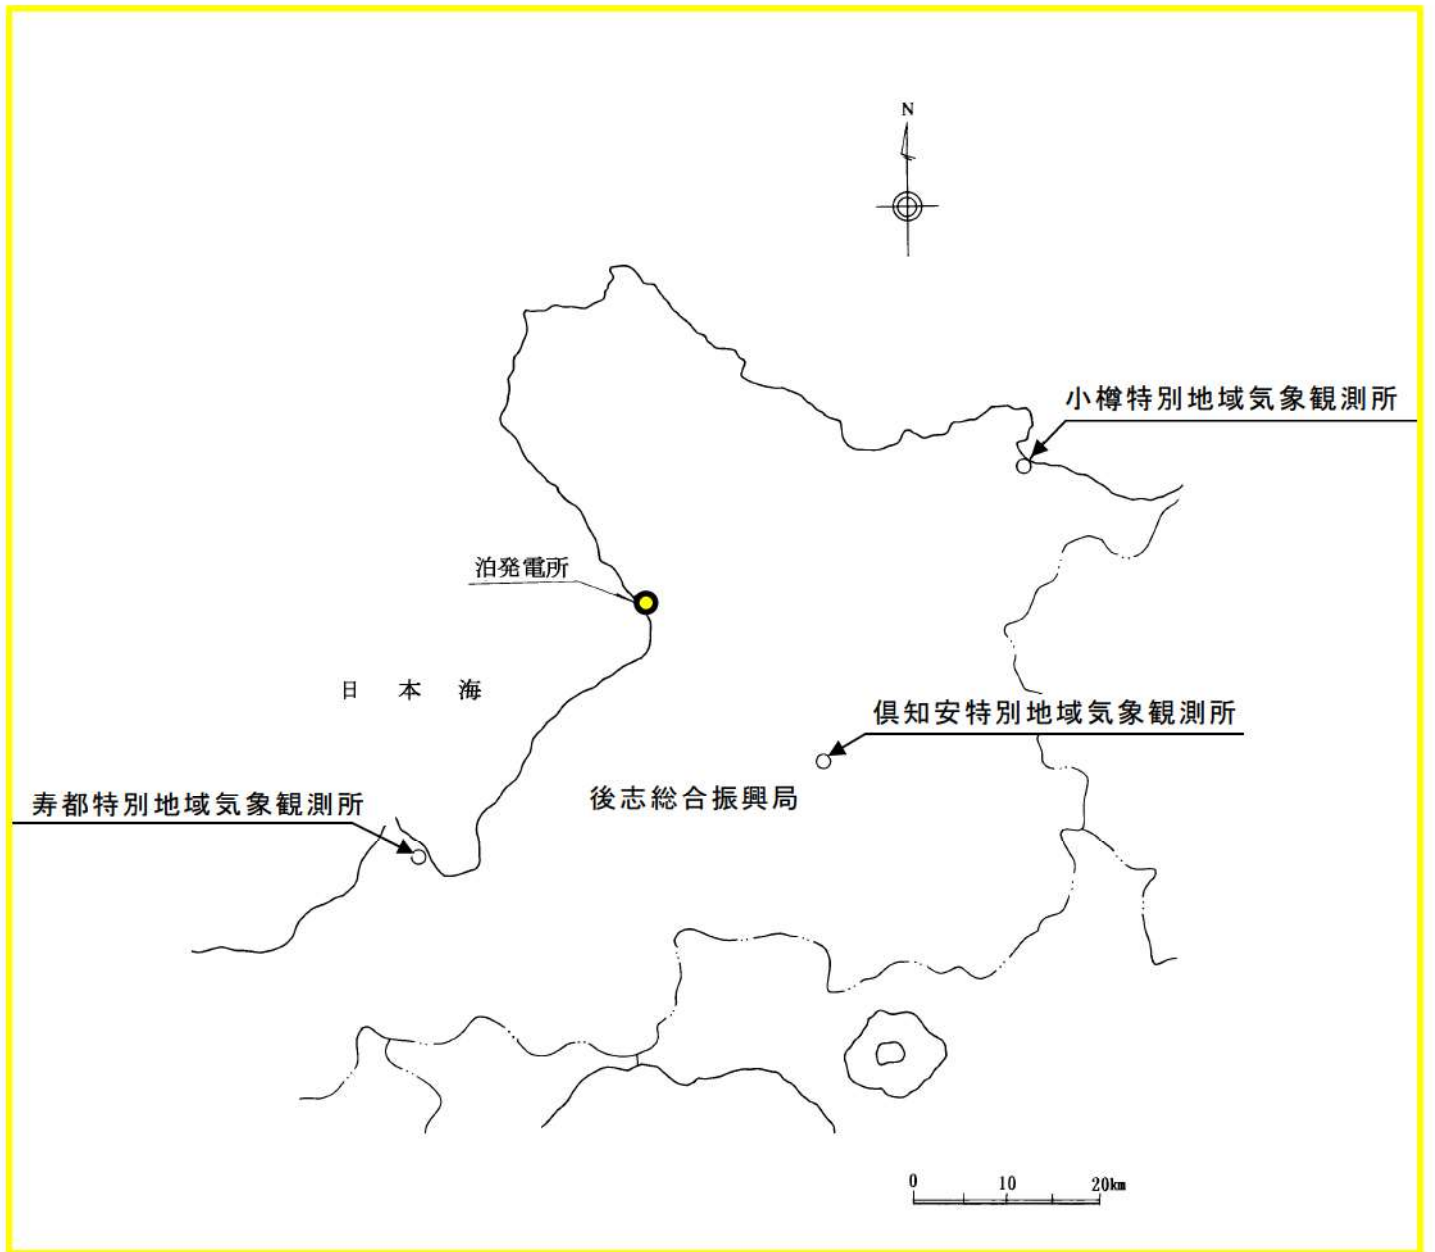 N
小樽特別地域気象観測所
泊発電所
日本海
倶知安特別地域気象観測所
後志総合振興局
寿都特別地域気象観測所
0 10 20km